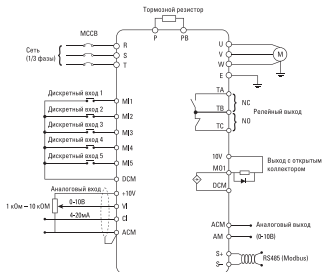 Тормозной резистор
P PB
MCCB
Сеть
(1/3 фазы)
R
S
T
U
V
W
E
M
TA
TB
TC
NC
NO
Релейный выход
Дискретный вход 1
MI1
Дискретный вход 2
MI2
Дискретный вход 3
MI3
Дискретный вход 4
MI4
Дискретный вход 5
MI5
DCM
Аналоговый вход
+10V
1 кОм – 10 кОМ
0-10В
VI
4-20мА
CI
ACM
10V
MO1
DCM
Выход с открытым
коллектором
ACM
Аналоговый выход
AM
(0-10В)
S+
S–
RS485 (Modbus)